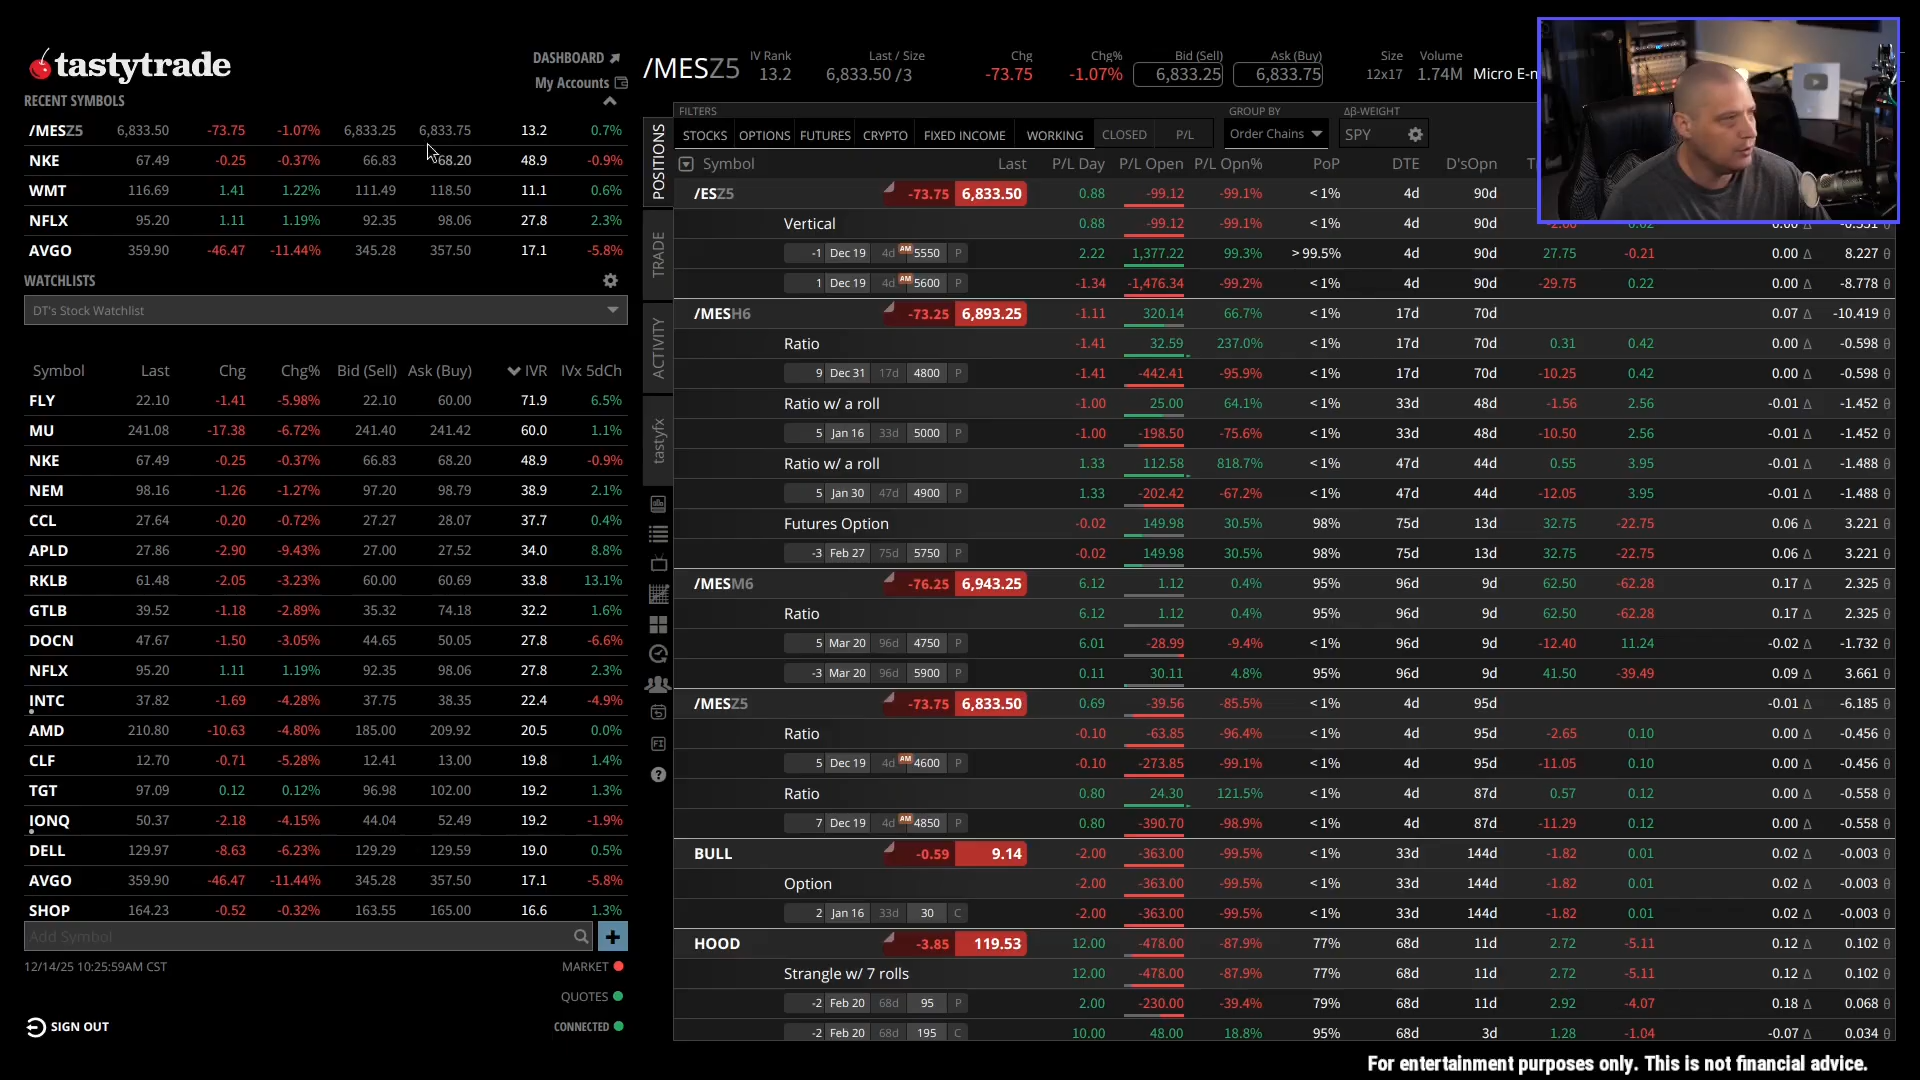 tastytrade
DASHBOARD
My Accounts
RECENT SYMBOLS
/MESZ5 6,833.50 -73.75 -1.07% 6,833.25 6,833.75 13.2 0.7%
NKE 67.49 -0.25 -0.37% 66.83 68.20 48.9 -0.9%
WMT 116.69 1.41 1.22% 111.49 118.50 11.1 0.6%
NFLX 95.20 1.11 1.19% 92.35 98.06 27.8 2.3%
AVGO 359.90 -46.47 -11.44% 345.28 357.50 17.1 -5.8%
WATCHLISTS
DT's Stock Watchlist
Symbol Last Chg Chg% Bid (Sell) Ask (Buy) IVR IVx 5dCh
FLY 22.10 -1.41 -5.98% 22.10 60.00 71.9 6.5%
MU 241.08 -17.38 -6.72% 241.40 241.42 60.0 1.1%
NKE 67.49 -0.25 -0.37% 66.83 68.20 48.9 -0.9%
NEM 98.16 -1.26 -1.27% 97.20 98.79 38.9 2.1%
CCL 27.64 -0.20 -0.72% 27.27 28.07 37.7 0.4%
APLD 27.86 -2.90 -9.43% 27.00 27.52 34.0 8.8%
RKLB 61.48 -2.05 -3.23% 60.00 60.69 33.8 13.1%
GTLB 39.52 -1.18 -2.89% 35.32 74.18 32.2 1.6%
DOCN 47.67 -1.50 -3.05% 44.65 50.05 27.8 -6.6%
NFLX 95.20 1.11 1.19% 92.35 98.06 27.8 2.3%
INTC 37.82 -1.69 -4.28% 37.75 38.35 22.4 -4.9%
AMD 210.80 -10.63 -4.80% 185.00 209.92 20.5 0.0%
CLF 12.70 -0.71 -5.28% 12.41 13.00 19.8 1.4%
TGT 97.09 0.12 0.12% 96.98 102.00 19.2 1.3%
IONQ 50.37 -2.18 -4.15% 44.04 52.49 19.2 -1.9%
DELL 129.97 -8.63 -6.23% 129.29 129.59 19.0 0.5%
AVGO 359.90 -46.47 -11.44% 345.28 357.50 17.1 -5.8%
SHOP 164.23 -0.52 -0.32% 163.55 165.00 16.6 1.3%
Add Symbol
12/14/25 10:25:59AM CST MARKET
QUOTES
SIGN OUT CONNECTED
/MESZ5 IV Rank Last / Size Chg Chg% Bid (Sell) Ask (Buy) Size Volume
13.2 6,833.50 /3 -73.75 -1.07% 6,833.25 6,833.75 12x17 1.74M Micro E-m
POSITIONS
TRADE
ACTIVITY
tastyfx
FI
FILTERS GROUP BY Δβ-WEIGHT
STOCKS OPTIONS FUTURES CRYPTO FIXED INCOME WORKING CLOSED P/L Order Chains SPY
Symbol Last P/L Day P/L Open P/L Opn% PoP DTE D'sOpn
/ESZ5 -73.75 6,833.50 0.88 -99.12 -99.1% < 1% 4d 90d
Vertical 0.88 -99.12 -99.1% < 1% 4d 90d
-1 Dec 19 4d AM 5550 P 2.22 1,377.22 99.3% > 99.5% 4d 90d 27.75 -0.21 0.00 Δ 8.227 θ
1 Dec 19 4d AM 5600 P -1.34 -1,476.34 -99.2% < 1% 4d 90d -29.75 0.22 0.00 Δ -8.778 θ
/MESH6 -73.25 6,893.25 -1.11 320.14 66.7% < 1% 17d 70d 0.07 Δ -10.419 θ
Ratio -1.41 32.59 237.0% < 1% 17d 70d 0.31 0.42 0.00 Δ -0.598 θ
9 Dec 31 17d 4800 P -1.41 -442.41 -95.9% < 1% 17d 70d -10.25 0.42 0.00 Δ -0.598 θ
Ratio w/ a roll -1.00 25.00 64.1% < 1% 33d 48d -1.56 2.56 -0.01 Δ -1.452 θ
5 Jan 16 33d 5000 P -1.00 -198.50 -75.6% < 1% 33d 48d -10.50 2.56 -0.01 Δ -1.452 θ
Ratio w/ a roll 1.33 112.58 818.7% < 1% 47d 44d 0.55 3.95 -0.01 Δ -1.488 θ
5 Jan 30 47d 4900 P 1.33 -202.42 -67.2% < 1% 47d 44d -12.05 3.95 -0.01 Δ -1.488 θ
Futures Option -0.02 149.98 30.5% 98% 75d 13d 32.75 -22.75 0.06 Δ 3.221 θ
-3 Feb 27 75d 5750 P -0.02 149.98 30.5% 98% 75d 13d 32.75 -22.75 0.06 Δ 3.221 θ
/MESM6 -76.25 6,943.25 6.12 1.12 0.4% 95% 96d 9d 62.50 -62.28 0.17 Δ 2.325 θ
Ratio 6.12 1.12 0.4% 95% 96d 9d 62.50 -62.28 0.17 Δ 2.325 θ
5 Mar 20 96d 4750 P 6.01 -28.99 -9.4% < 1% 96d 9d -12.40 11.24 -0.02 Δ -1.732 θ
-3 Mar 20 96d 5900 P 0.11 30.11 4.8% 95% 96d 9d 41.50 -39.49 0.09 Δ 3.661 θ
/MESZ5 -73.75 6,833.50 0.69 -39.56 -85.5% < 1% 4d 95d -0.01 Δ -6.185 θ
Ratio -0.10 -63.85 -96.4% < 1% 4d 95d -2.65 0.10 0.00 Δ -0.456 θ
5 Dec 19 4d AM 4600 P -0.10 -273.85 -99.1% < 1% 4d 95d -11.05 0.10 0.00 Δ -0.456 θ
Ratio 0.80 24.30 121.5% < 1% 4d 87d 0.57 0.12 0.00 Δ -0.558 θ
7 Dec 19 4d AM 4850 P 0.80 -390.70 -98.9% < 1% 4d 87d -11.29 0.12 0.00 Δ -0.558 θ
BULL -0.59 9.14 -2.00 -363.00 -99.5% < 1% 33d 144d -1.82 0.01 0.02 Δ -0.003 θ
Option -2.00 -363.00 -99.5% < 1% 33d 144d -1.82 0.01 0.02 Δ -0.003 θ
2 Jan 16 33d 30 C -2.00 -363.00 -99.5% < 1% 33d 144d -1.82 0.01 0.02 Δ -0.003 θ
HOOD -3.85 119.53 12.00 -478.00 -87.9% 77% 68d 11d 2.72 -5.11 0.12 Δ 0.102 θ
Strangle w/ 7 rolls 12.00 -478.00 -87.9% 77% 68d 11d 2.72 -5.11 0.12 Δ 0.102 θ
-2 Feb 20 68d 95 P 2.00 -230.00 -39.4% 79% 68d 11d 2.92 -4.07 0.18 Δ 0.068 θ
-2 Feb 20 68d 195 C 10.00 48.00 18.8% 95% 68d 3d 1.28 -1.04 -0.07 Δ 0.034 θ
For entertainment purposes only. This is not financial advice.